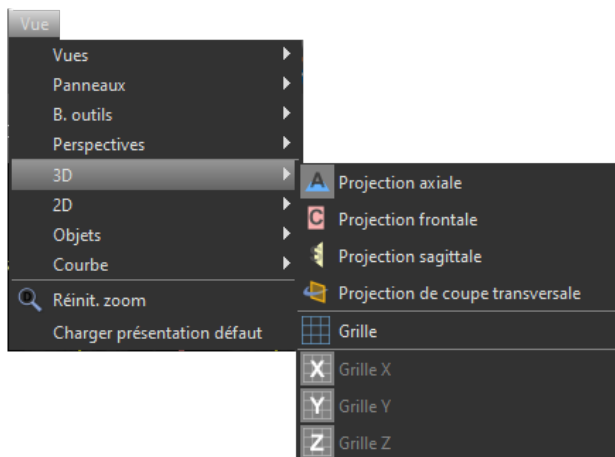 Vue
Vues
Panneaux
B. outils
Perspectives
3D
2D
Objets
Courbe
Réinit. zoom
Charger présentation défaut
A Projection axiale
C Projection frontale
Projection sagittale
Projection de coupe transversale
Grille
X Grille X
Y Grille Y
Z Grille Z